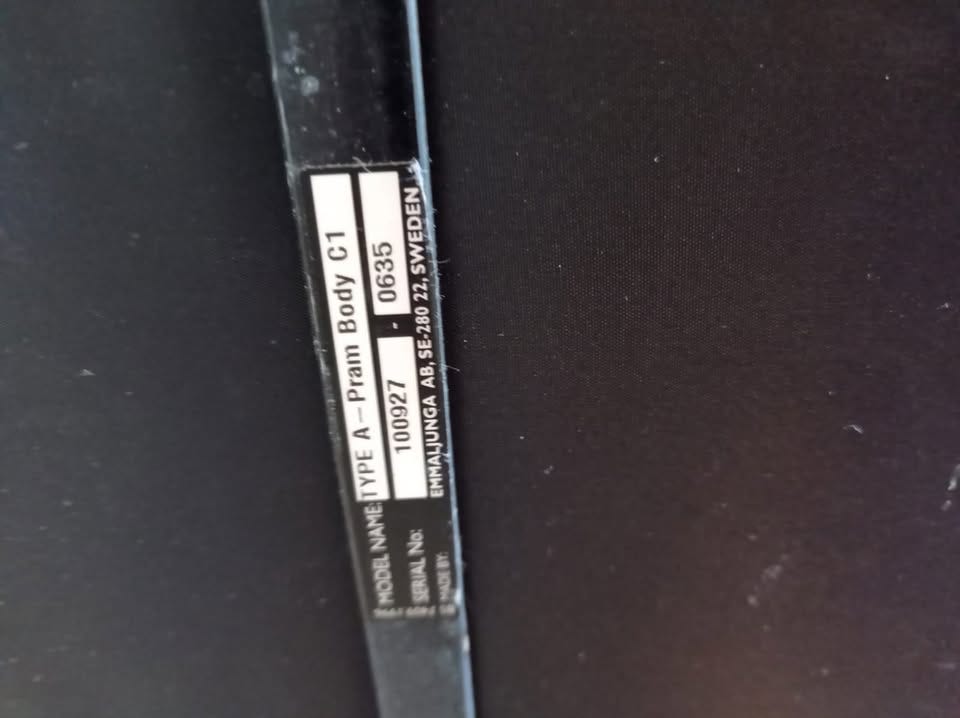 MODEL NAME: TYPE A - Pram Body C1
SERIAL No: 100927 - 0635
MADE BY: EMMALJUNGA AB, SE-280 22, SWEDEN